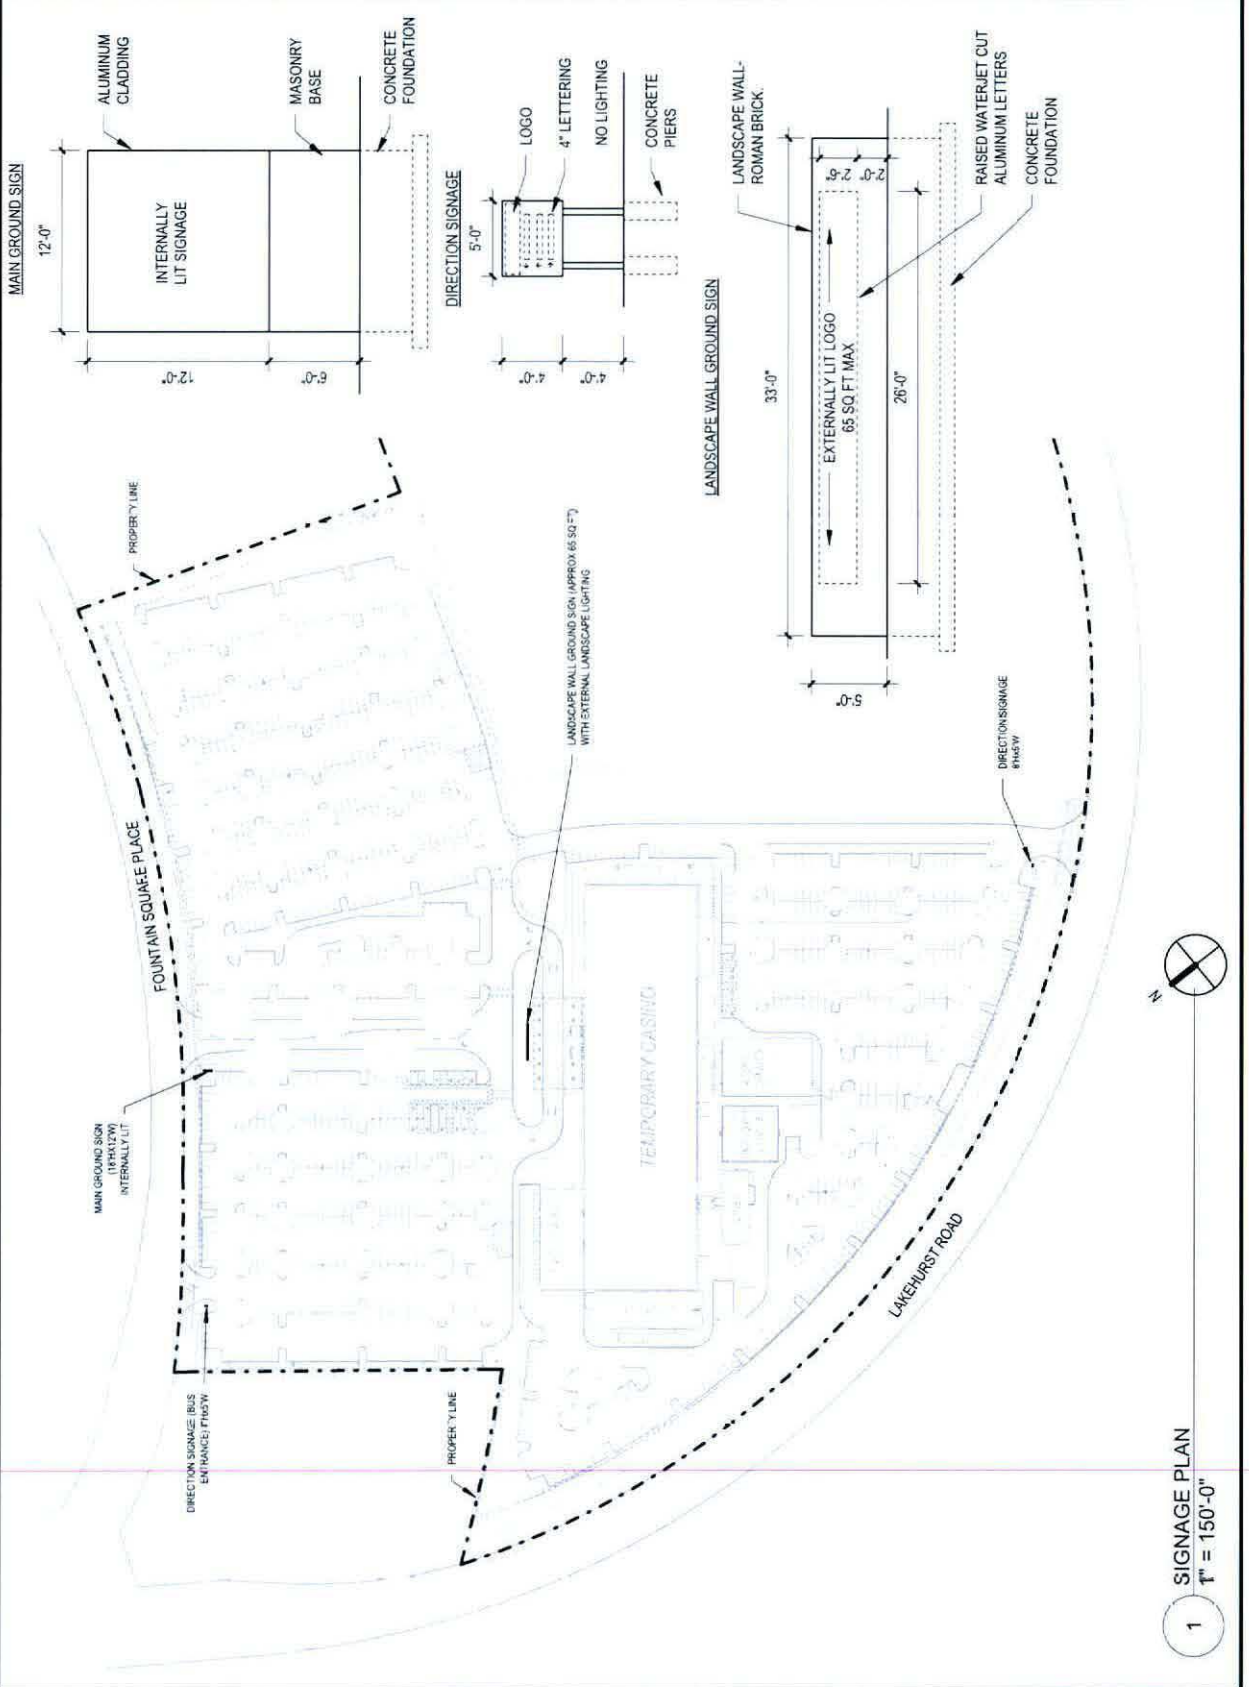 MAIN GROUND SIGN
12'-0"
ALUMINUM
CLADDING
INTERNALLY
LIT SIGNAGE
MASONRY
BASE
CONCRETE
FOUNDATION
12'-0"
6'-0"
DIRECTION SIGNAGE
5'-0"
LOGO
4" LETTERING
NO LIGHTING
CONCRETE
PIERS
4'-0"
4'-0"
LANDSCAPE WALL GROUND SIGN
33'-0"
LANDSCAPE WALL-
ROMAN BRICK.
EXTERNALLY LIT LOGO
65 SQ FT MAX
2'-6"
2'-0"
26'-0"
5'-0"
RAISED WATERJET CUT
ALUMINUM LETTERS
CONCRETE
FOUNDATION
PROPERTY LINE
FOUNTAIN SQUARE PLACE
MAIN GROUND SIGN
(18'HX12'W)
INTERNALLY LIT
DIRECTION SIGNAGE (BUS
ENTRANCE)
PROPERTY LINE
LANDSCAPE WALL GROUND SIGN (APPROX 65 SQ FT)
WITH EXTERNAL LANDSCAPE LIGHTING
TEMPORARY CASINO
DIRECTION SIGNAGE
LAKEHURST ROAD
N
1
SIGNAGE PLAN
1" = 150'-0"